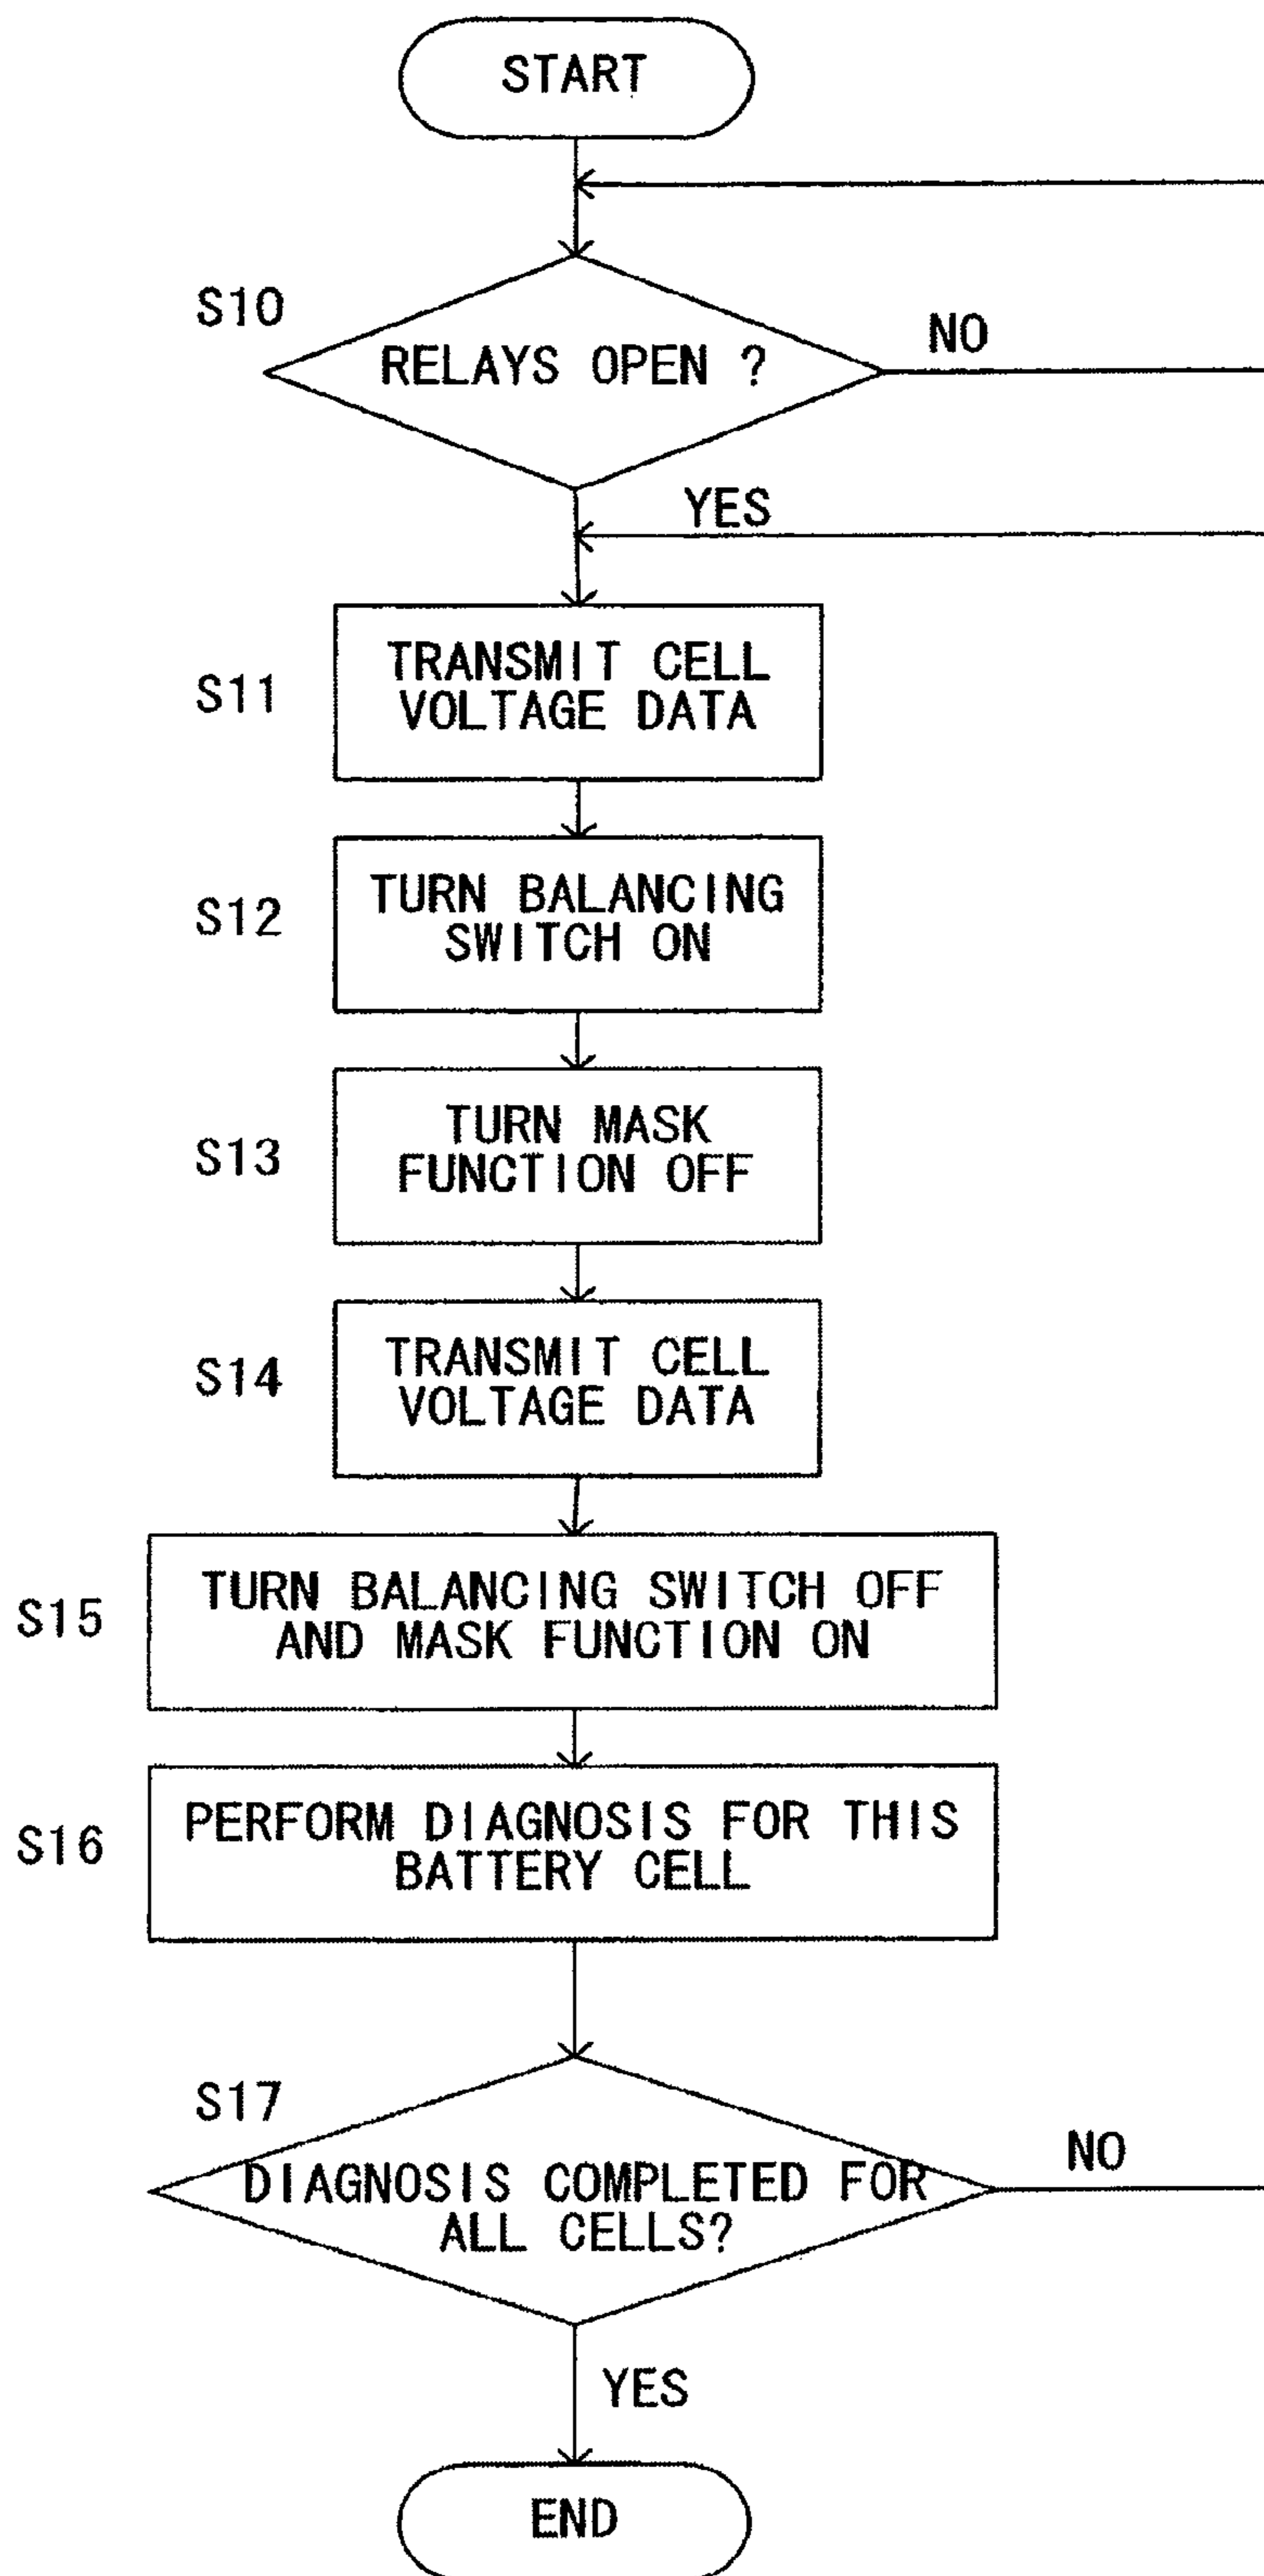 START
S10
RELAYS OPEN ?
NO
YES
S11
TRANSMIT CELL
VOLTAGE DATA
S12
TURN BALANCING
SWITCH ON
S13
TURN MASK
FUNCTION OFF
S14
TRANSMIT CELL
VOLTAGE DATA
S15
TURN BALANCING SWITCH OFF
AND MASK FUNCTION ON
S16
PERFORM DIAGNOSIS FOR THIS
BATTERY CELL
S17
DIAGNOSIS COMPLETED FOR
ALL CELLS?
NO
YES
END